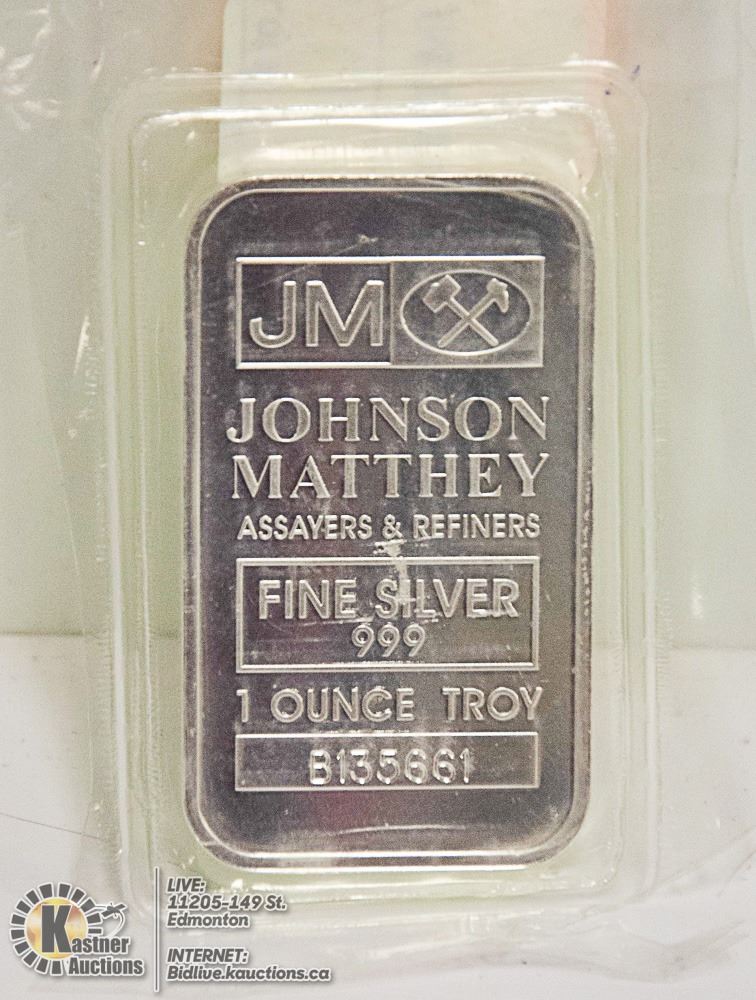 JM
JOHNSON
MATTHEY
ASSAYERS & REFINERS
FINE SILVER
999
1 OUNCE TROY
B135661
Kastner
Auctions
LIVE:
11205-149 St.
Edmonton
INTERNET:
Bidlive.kauctions.ca